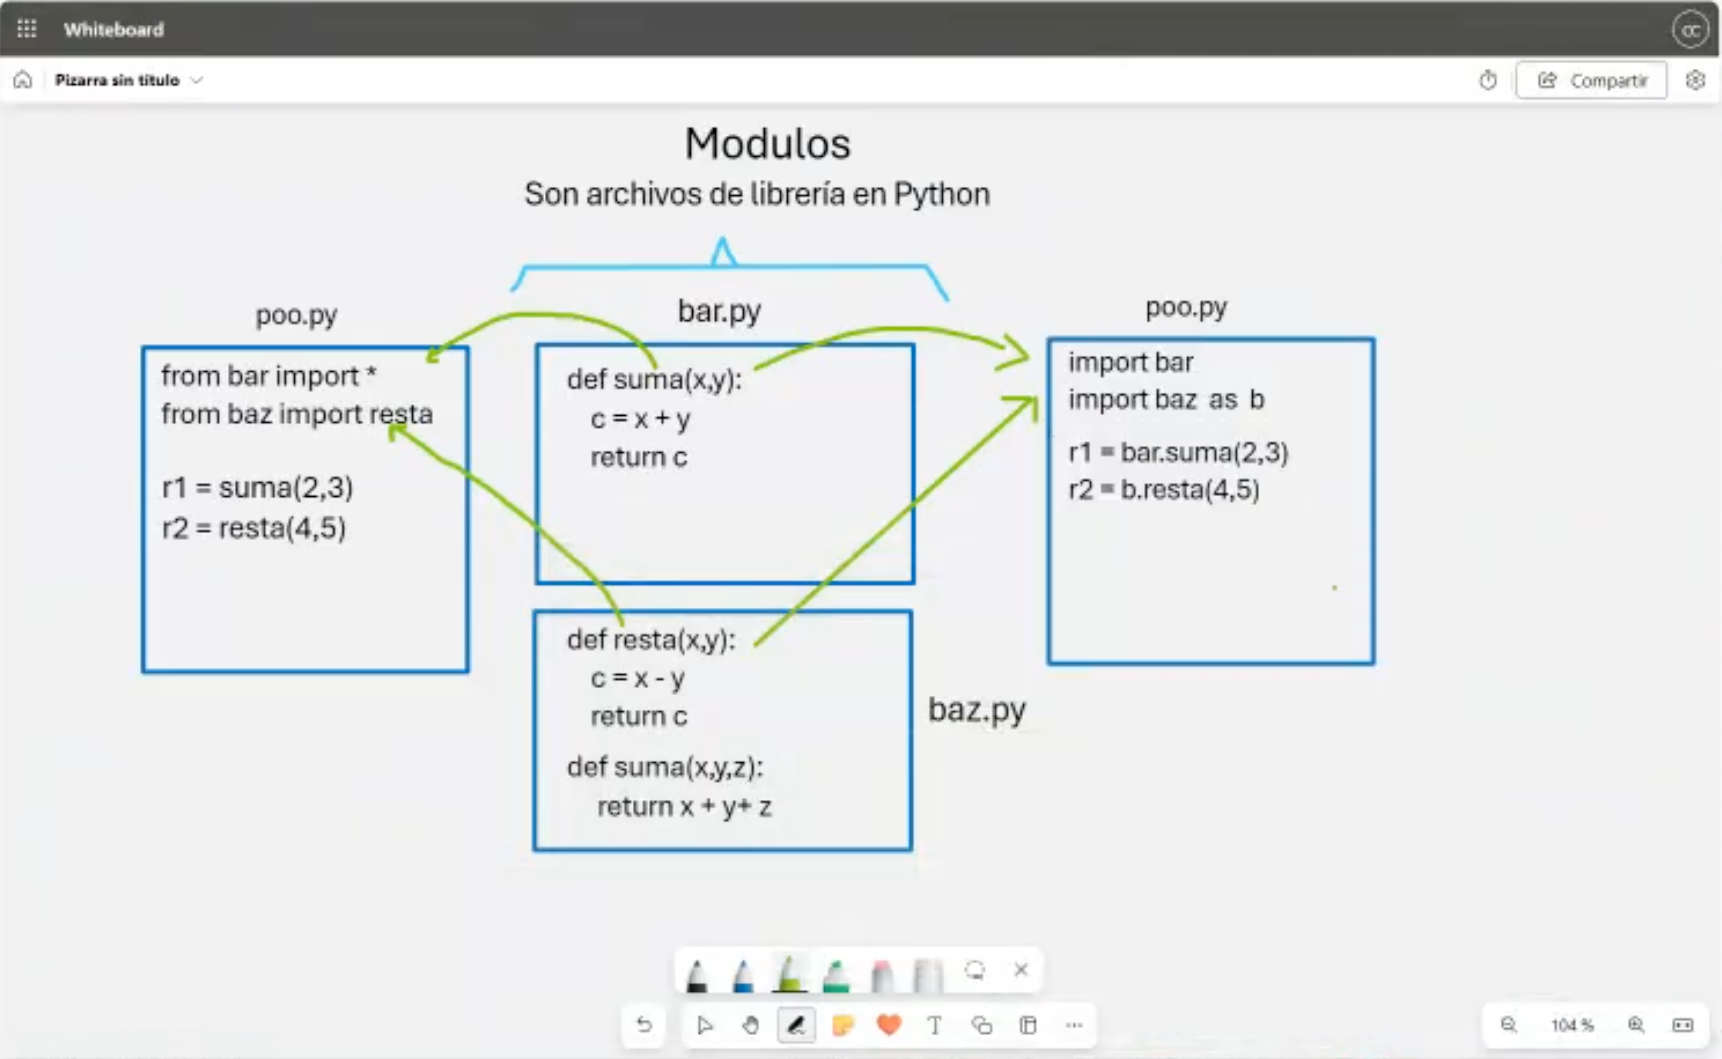 Whiteboard
CC
Pizarra sin título
Compartir
Modulos
Son archivos de librería en Python
poo.py
from bar import *
from baz import resta
r1 = suma(2,3)
r2 = resta(4,5)
bar.py
def suma(x,y):
c = x + y
return c
def resta(x,y):
c = x - y
return c
def suma(x,y,z):
return x + y+ z
baz.py
poo.py
import bar
import baz as b
r1 = bar.suma(2,3)
r2 = b.resta(4,5)
104 %